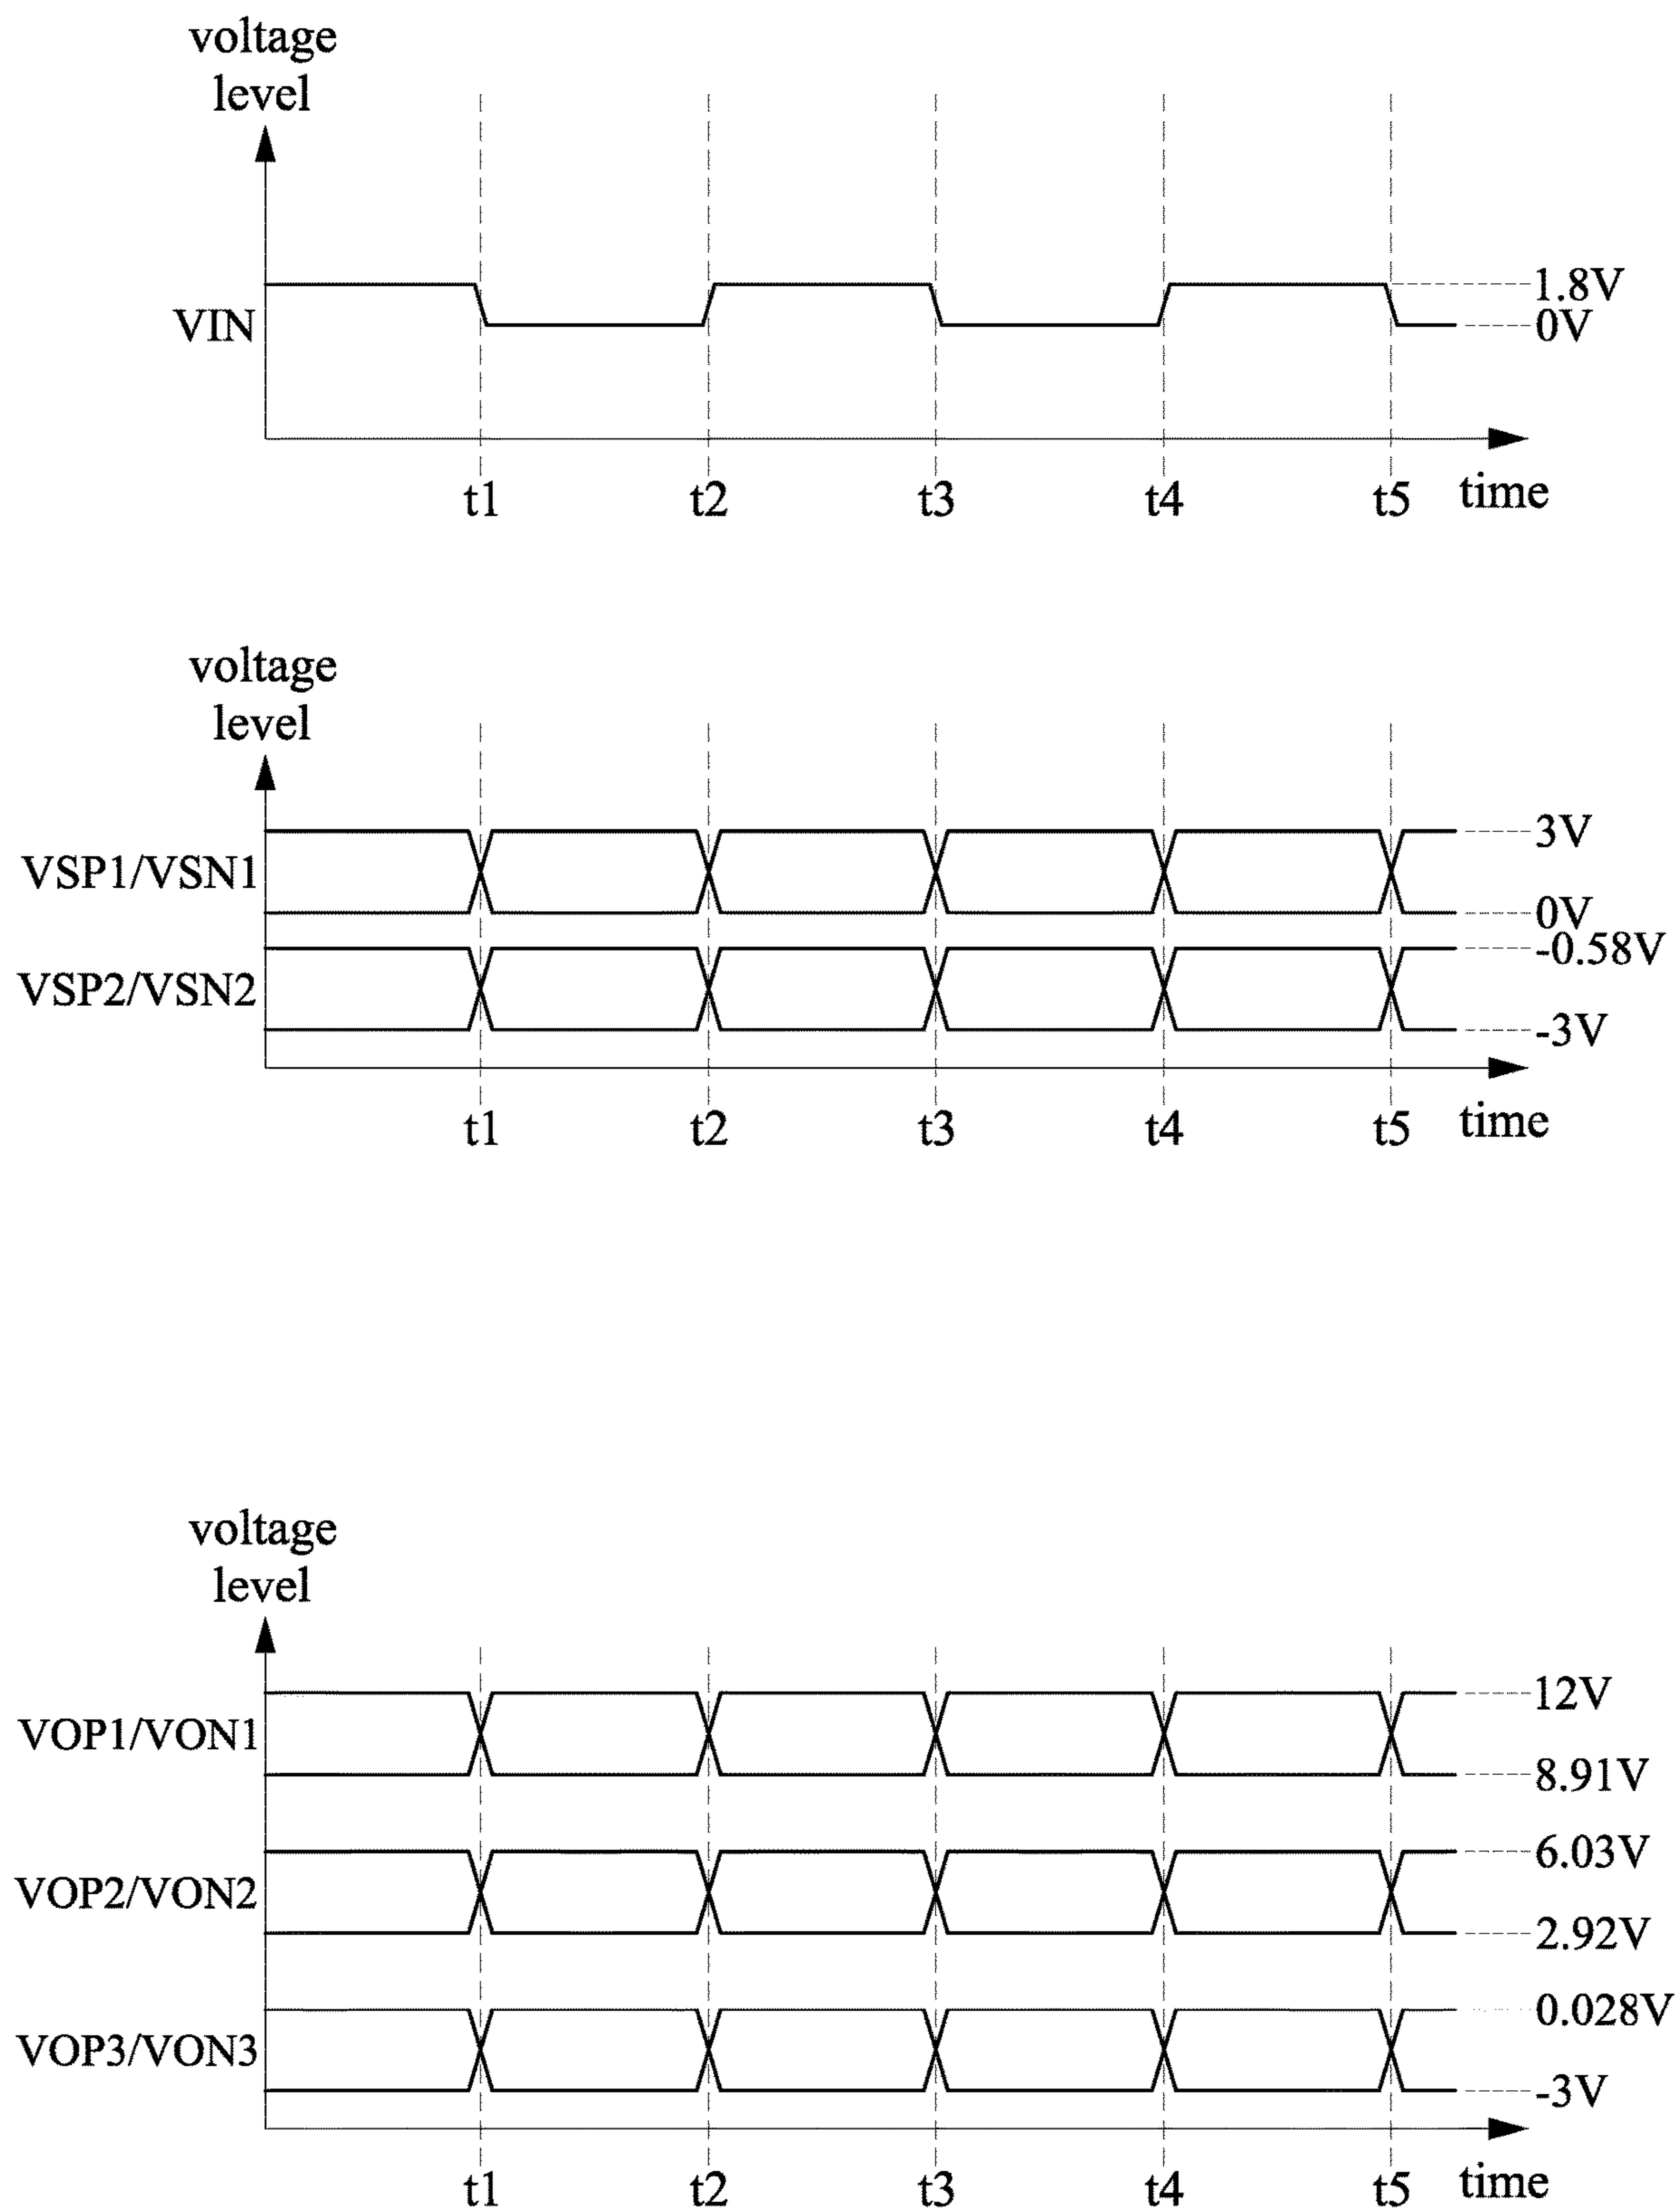 voltage
level
1.8V
VIN
0V
t1 t2 t3 t4 t5 time
voltage
level
3V
VSP1/VSN1
0V
-0.58V
VSP2/VSN2
-3V
t1 t2 t3 t4 t5 time
voltage
level
12V
VOP1/VON1
8.91V
6.03V
VOP2/VON2
2.92V
0.028V
VOP3/VON3
-3V
t1 t2 t3 t4 t5 time